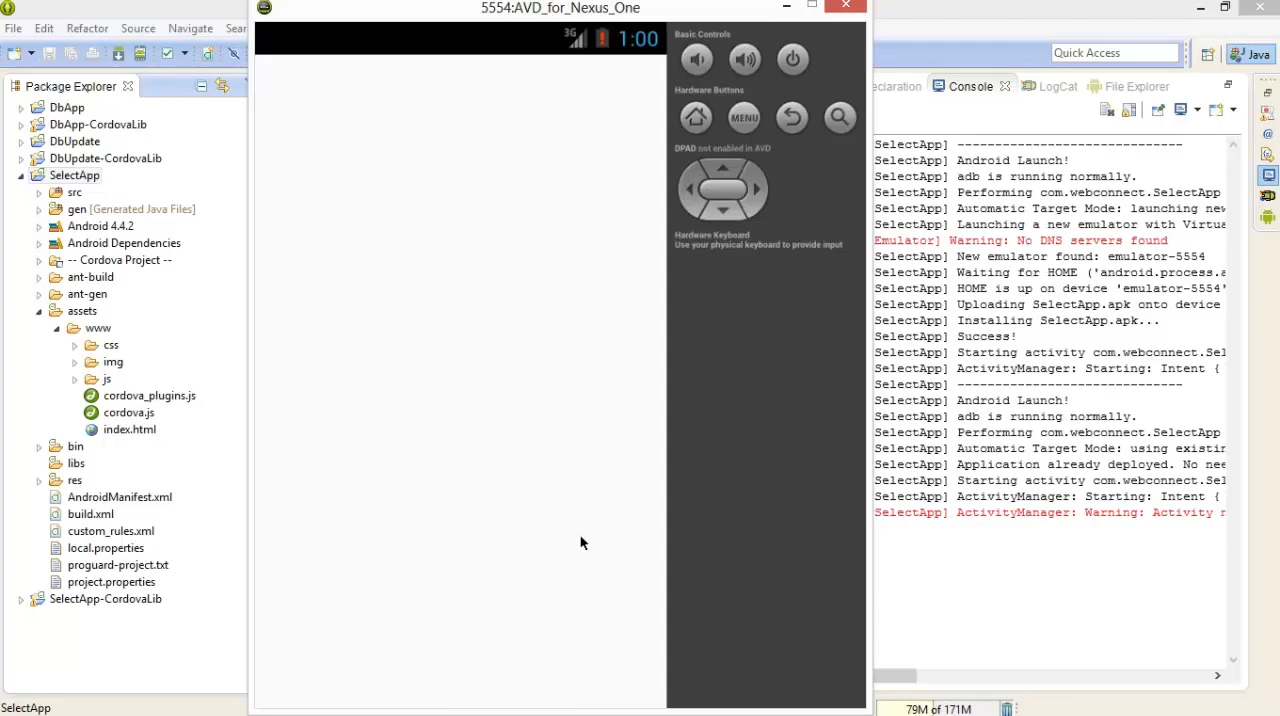 5554:AVD_for_Nexus_One
File Edit Refactor Source Navigate Sear
Quick Access
Java
Package Explorer
DbApp
DbApp-CordovaLib
DbUpdate
DbUpdate-CordovaLib
SelectApp
src
gen [Generated Java Files]
Android 4.4.2
Android Dependencies
-- Cordova Project --
ant-build
ant-gen
assets
www
css
img
js
cordova_plugins.js
cordova.js
index.html
bin
libs
res
AndroidManifest.xml
build.xml
custom_rules.xml
local.properties
proguard-project.txt
project.properties
SelectApp-CordovaLib
SelectApp
3G 1:00
Basic Controls
Hardware Buttons
MENU
DPAD not enabled in AVD
Hardware Keyboard
Use your physical keyboard to provide input
eclaration Console LogCat File Explorer
SelectApp] ------------------------------
SelectApp] Android Launch!
SelectApp] adb is running normally.
SelectApp] Performing com.webconnect.SelectApp
SelectApp] Automatic Target Mode: launching new
SelectApp] Launching a new emulator with Virtua
Emulator] Warning: No DNS servers found
SelectApp] New emulator found: emulator-5554
SelectApp] Waiting for HOME ('android.process.a
SelectApp] HOME is up on device 'emulator-5554'
SelectApp] Uploading SelectApp.apk onto device
SelectApp] Installing SelectApp.apk...
SelectApp] Success!
SelectApp] Starting activity com.webconnect.Sel
SelectApp] ActivityManager: Starting: Intent {
SelectApp] ------------------------------
SelectApp] Android Launch!
SelectApp] adb is running normally.
SelectApp] Performing com.webconnect.SelectApp
SelectApp] Automatic Target Mode: using existin
SelectApp] Application already deployed. No nee
SelectApp] Starting activity com.webconnect.Sel
SelectApp] ActivityManager: Starting: Intent {
SelectApp] ActivityManager: Warning: Activity n
79M of 171M